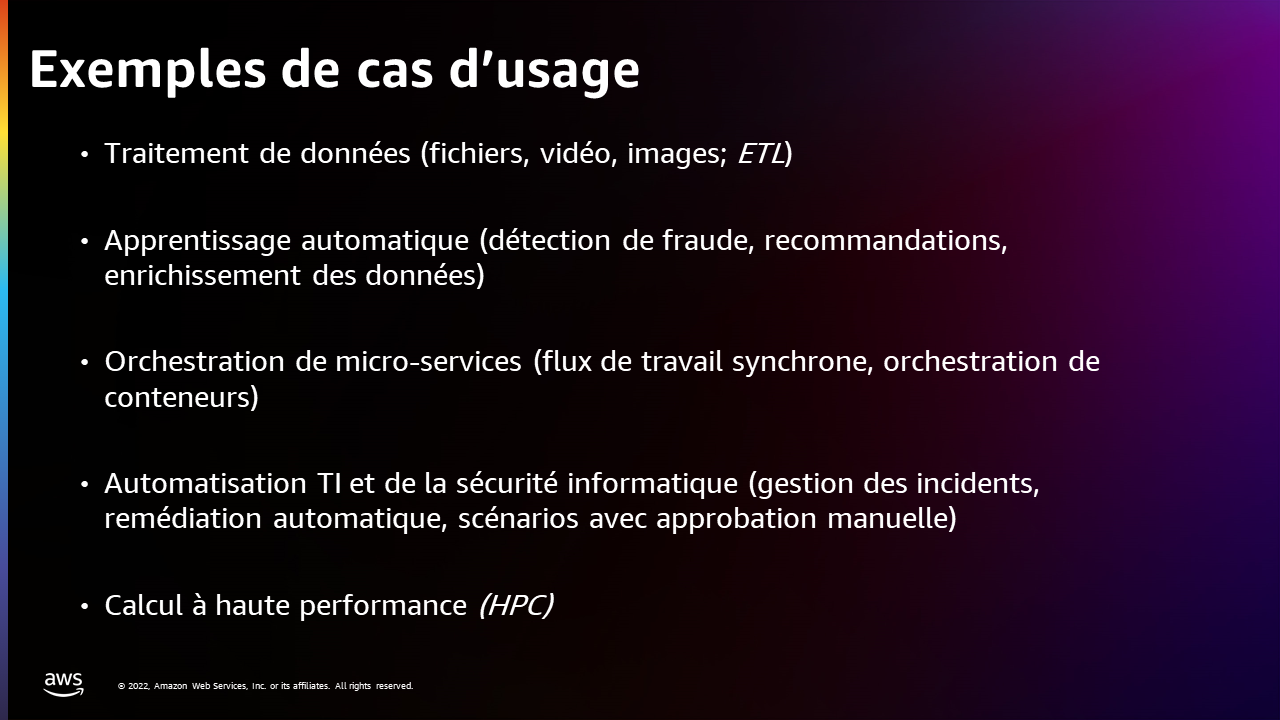 Exemples de cas d’usage
• Traitement de données (fichiers, vidéo, images; ETL)
• Apprentissage automatique (détection de fraude, recommandations,
enrichissement des données)
• Orchestration de micro-services (flux de travail synchrone, orchestration de
conteneurs)
• Automatisation TI et de la sécurité informatique (gestion des incidents,
remédiation automatique, scénarios avec approbation manuelle)
• Calcul à haute performance (HPC)
aws
© 2022, Amazon Web Services, Inc. or its affiliates. All rights reserved.